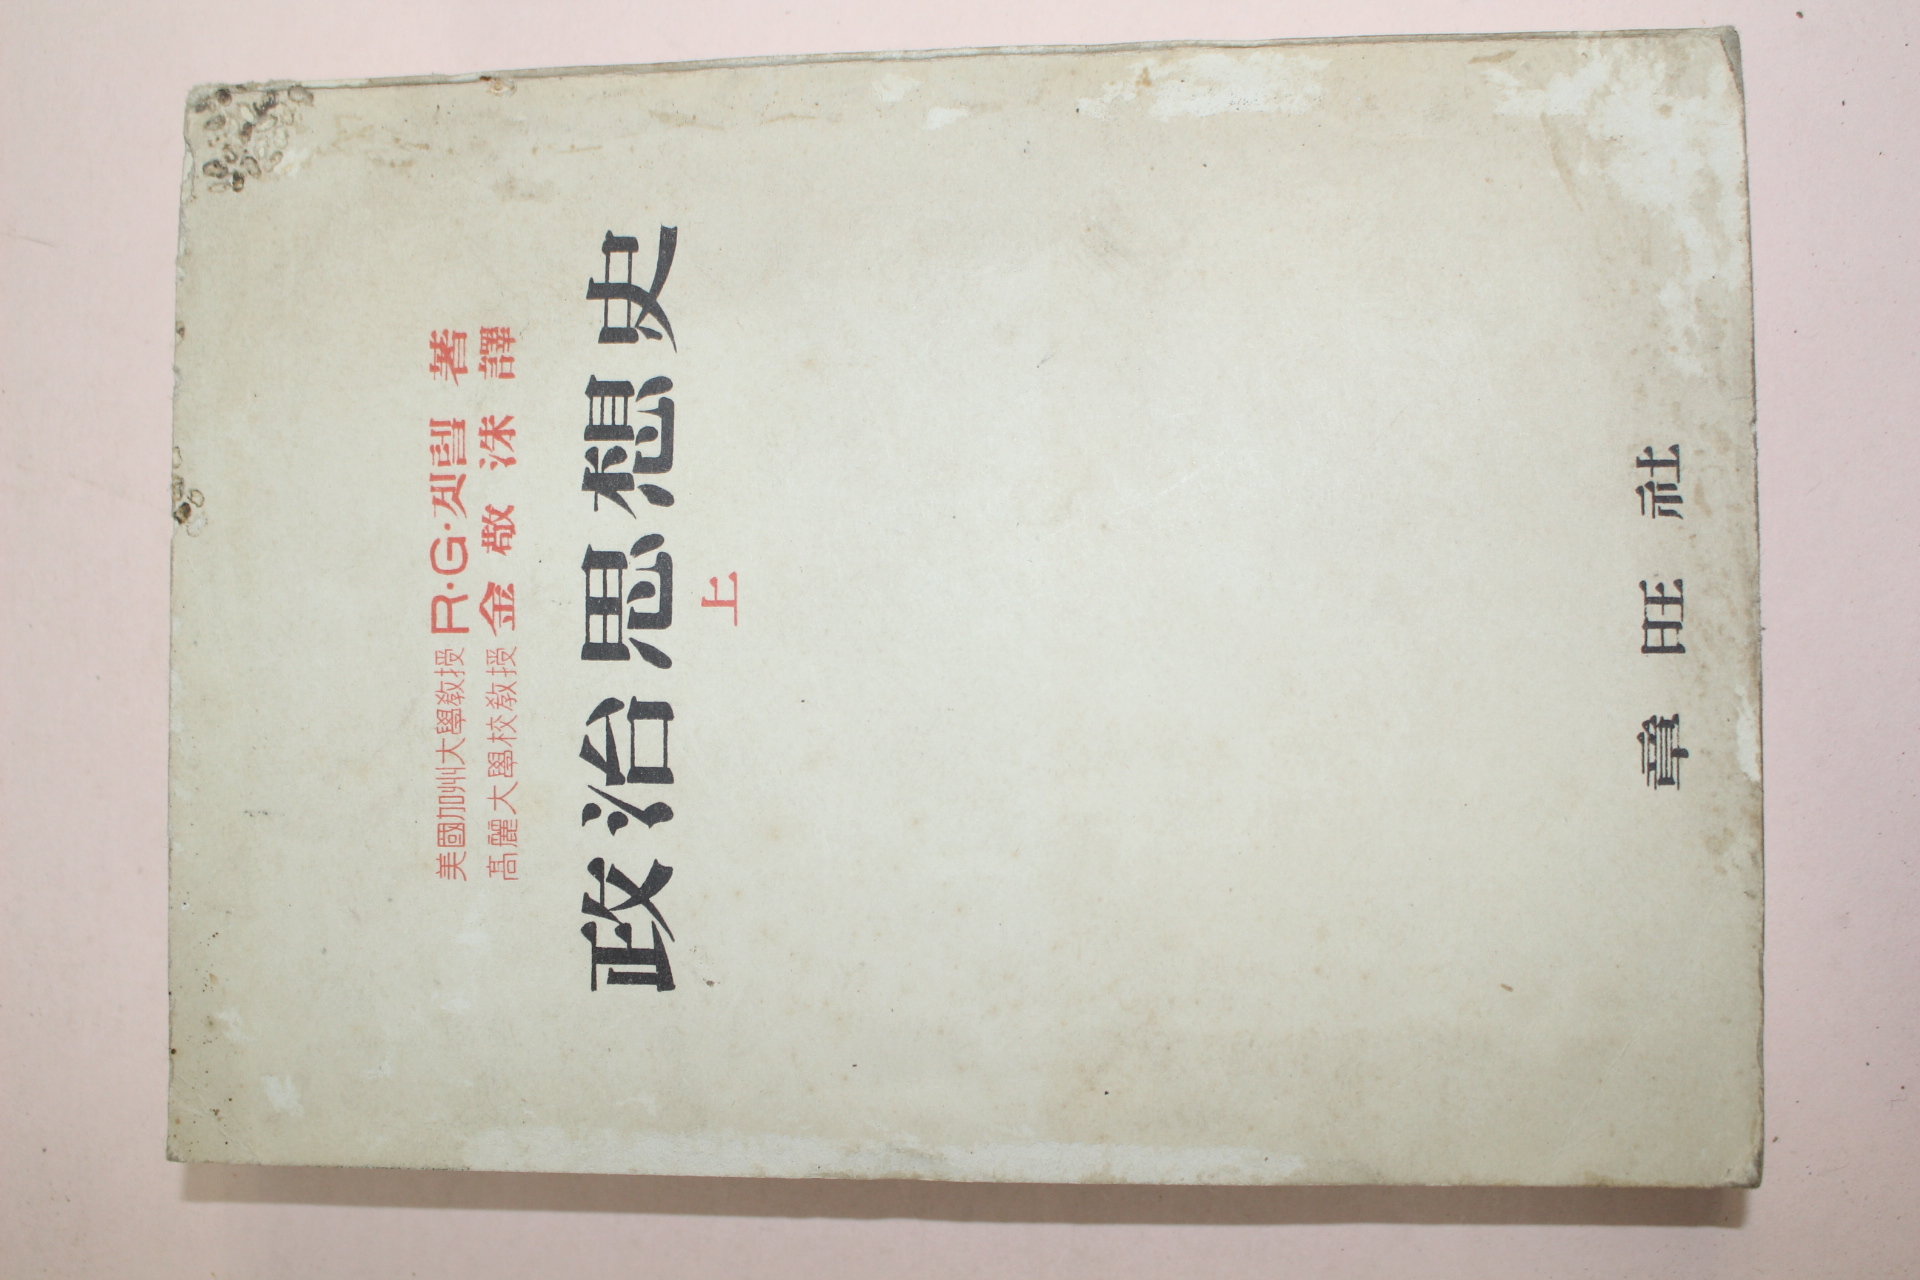 美國加州大學敎授 R·G·젯텔 著
高麗大學校敎授 金敬洙 譯
政治思想史
上
章旺社